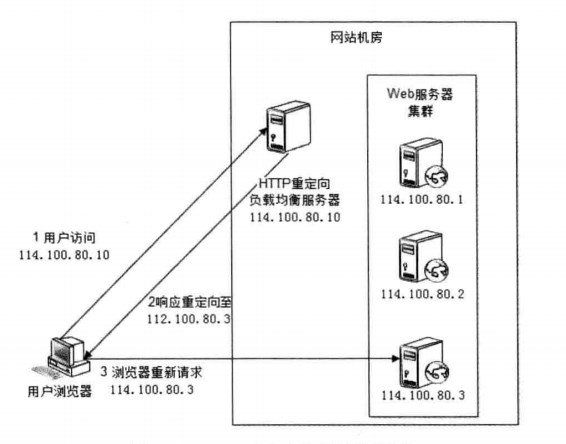 网站机房
Web服务器
集群
HTTP重定向
负载均衡服务器
114.100.80.10
114.100.80.1
1 用户访问
114.100.80.10
114.100.80.2
2响应重定向至
112.100.80.3
3 浏览器重新请求
114.100.80.3
用户浏览器
114.100.80.3